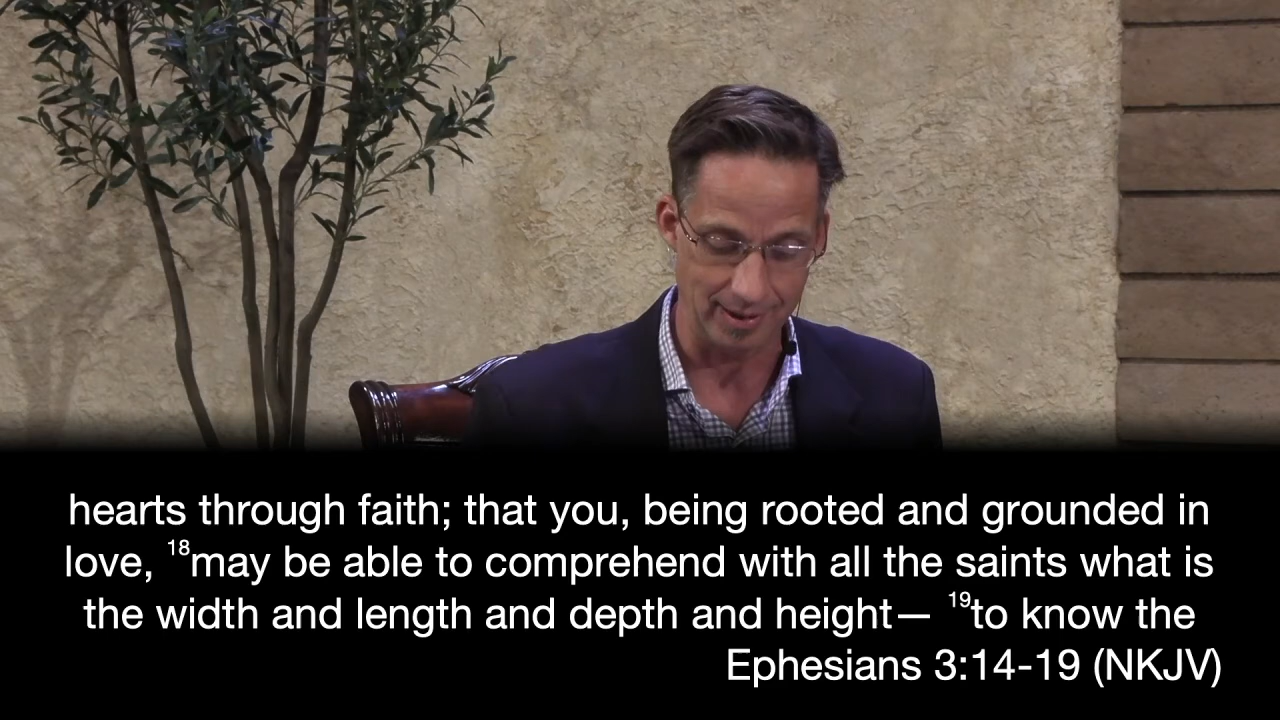 hearts through faith; that you, being rooted and grounded in
love, 18may be able to comprehend with all the saints what is
the width and length and depth and height— 19to know the
Ephesians 3:14-19 (NKJV)